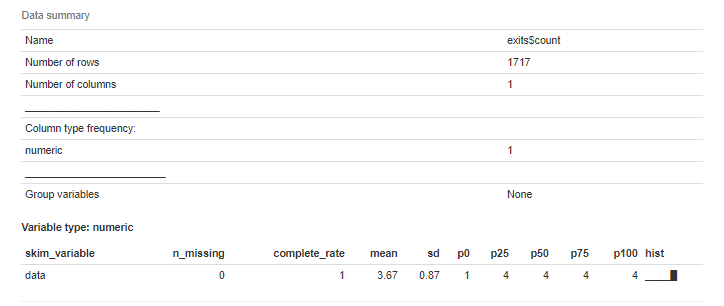 Data summary
Name exits$count
Number of rows 1717
Number of columns 1
_______________________
Column type frequency:
numeric 1
________________________
Group variables None
Variable type: numeric
skim_variable n_missing complete_rate mean sd p0 p25 p50 p75 p100 hist
data 0 1 3.67 0.87 1 4 4 4 4 ▁▁▁▁▇